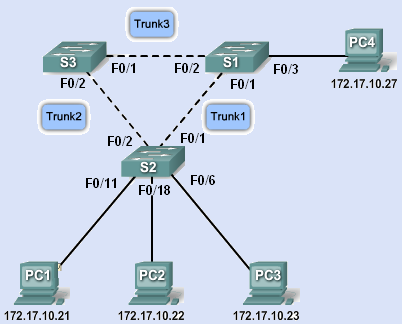 Trunk3
S3
S1
PC4
F0/1
F0/2
F0/3
F0/2
F0/1
172.17.10.27
Trunk2
Trunk1
F0/2
F0/1
S2
F0/11
F0/18
F0/6
PC1
PC2
PC3
172.17.10.21
172.17.10.22
172.17.10.23